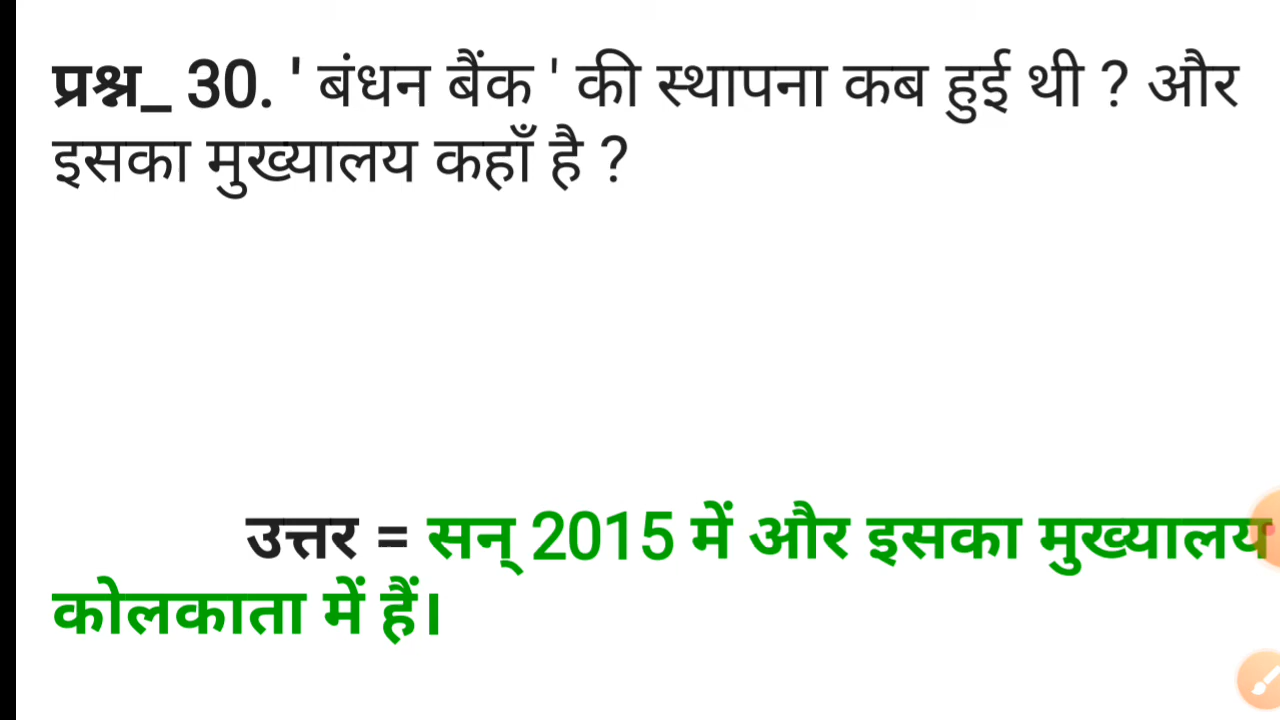 प्रश्न_ 30. ' बंधन बैंक ' की स्थापना कब हुई थी ? और
इसका मुख्यालय कहाँ है ?
उत्तर = सन् 2015 में और इसका मुख्यालय
कोलकाता में हैं।